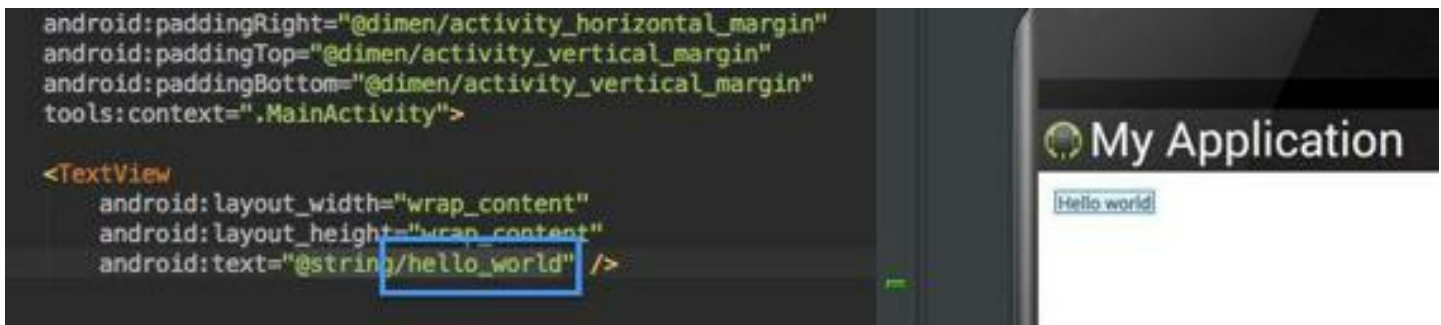 android:paddingRight="@dimen/activity_horizontal_margin"
android:paddingTop="@dimen/activity_vertical_margin"
android:paddingBottom="@dimen/activity_vertical_margin"
tools:context=".MainActivity">
<TextView
android:layout_width="wrap_content"
android:layout_height="wrap_content"
android:text="@string/hello_world" />
My Application
Hello world